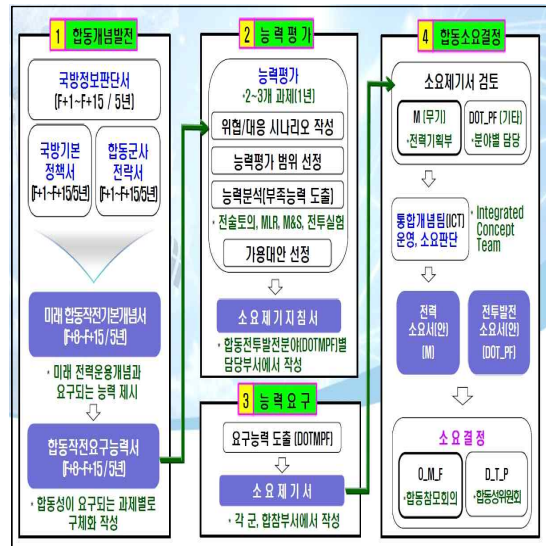 1 합동개념발전
국방정보판단서
(F+1~F+15 / 5년)
국방기본
정책서
(F+1~F+15/5년)
합동군사
전략서
(F+1~F+15/5년)
미래 합동작전기본개념서
(F+8~F+15/5년)
• 미래 전력운용개념과
요구되는 능력 제시
합동작전요구능력서
(F+8~F+15/5년)
• 합동성이 요구되는 과제별로
구체화 작성
2 능력평가
능력평가
•2~3개 과제(1년)
위협/대응 시나리오 작성
능력평가 범위 선정
능력분석(부족능력 도출)
• 전술토의, MLR, M&S, 전투실험
가용대안 선정
소요제기지침서
• 합동전투발전분야(DOTMPF)별
담당부서에서 작성
3 능력요구
요구능력 도출 (DOTMPF)
소요제기서
• 각 군, 합참부서에서 작성
4 합동소요결정
소요제기서 검토
M (무기)
•전력기획부
DOT_PF (기타)
• 분야별 담당
통합개념팀(ICT)
운영, 소요판단
• Integrated
Concept
Team
전력
소요서(안)
(M)
전투발전
소요서(안)
(DOT_PF)
소요결정
O_M_F
•합동참모회의
D_T_P
•합동성위원회